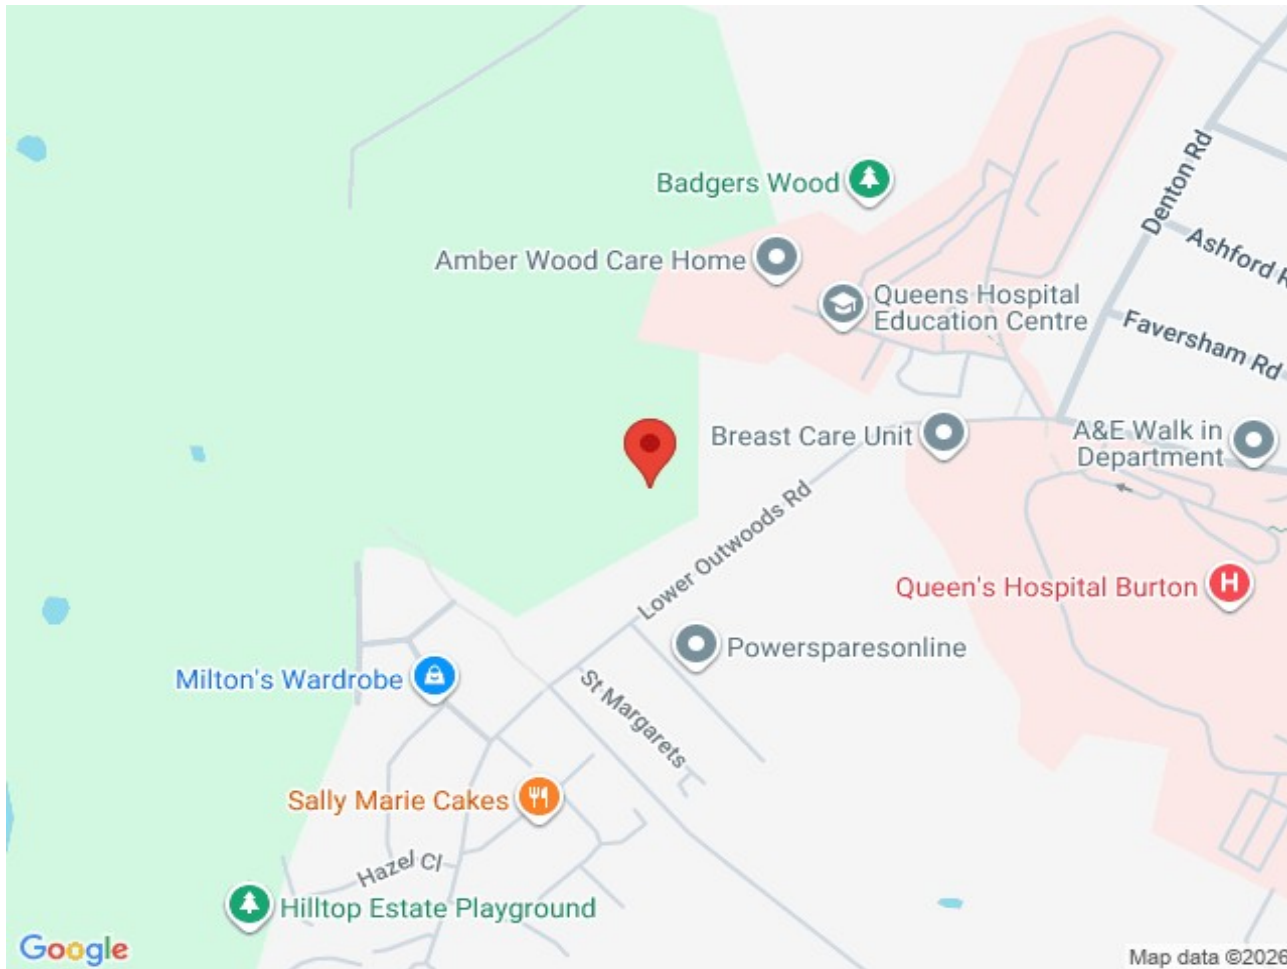 Badgers Wood
Denton Rd
Ashford R
Amber Wood Care Home
Queens Hospital
Education Centre
Faversham Rd
Breast Care Unit
A&E Walk in
Department
Lower Outwoods Rd
Queen's Hospital Burton
H
Powersparesonline
Milton's Wardrobe
St Margarets
Sally Marie Cakes
Hazel Cl
Hilltop Estate Playground
Google
Map data ©202